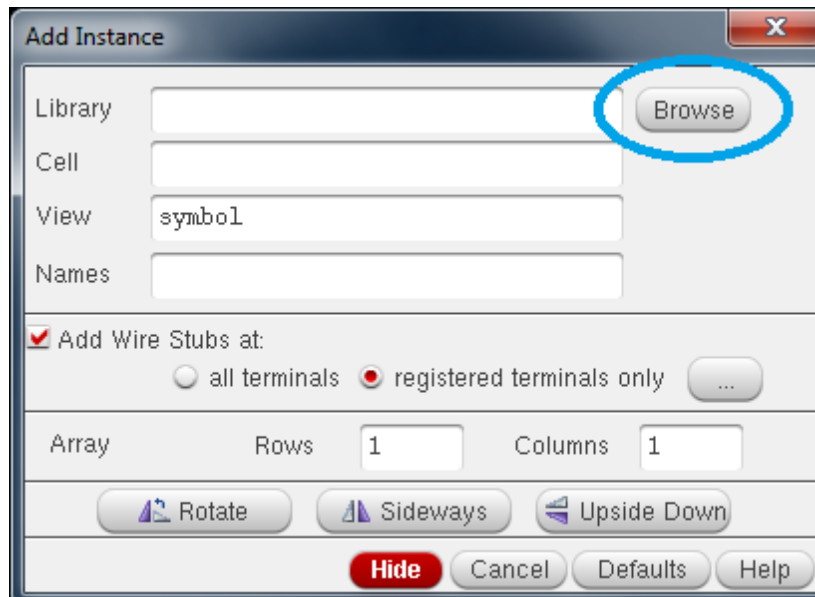 Add Instance
Library Browse
Cell
View symbol
Names
Add Wire Stubs at:
all terminals registered terminals only ...
Array Rows 1 Columns 1
Rotate Sideways Upside Down
Hide Cancel Defaults Help